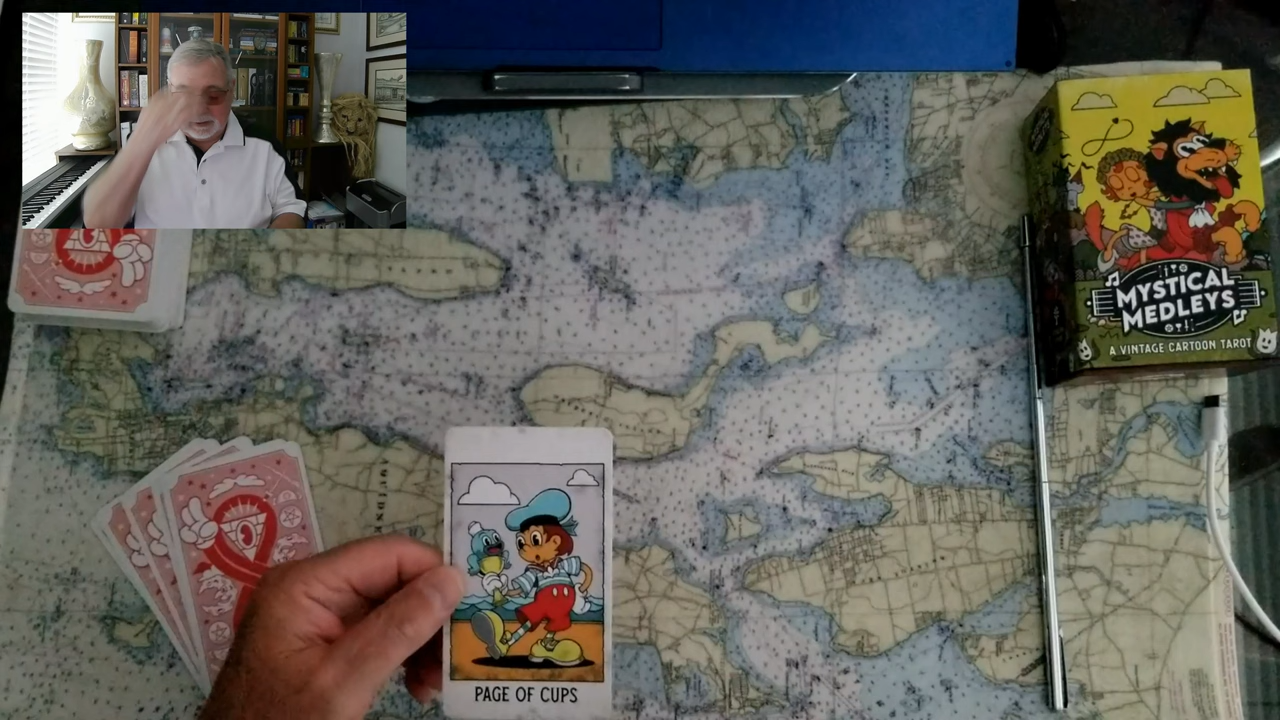 MYSTICAL
MEDLEYS
A VINTAGE CARTOON TAROT
PAGE OF CUPS